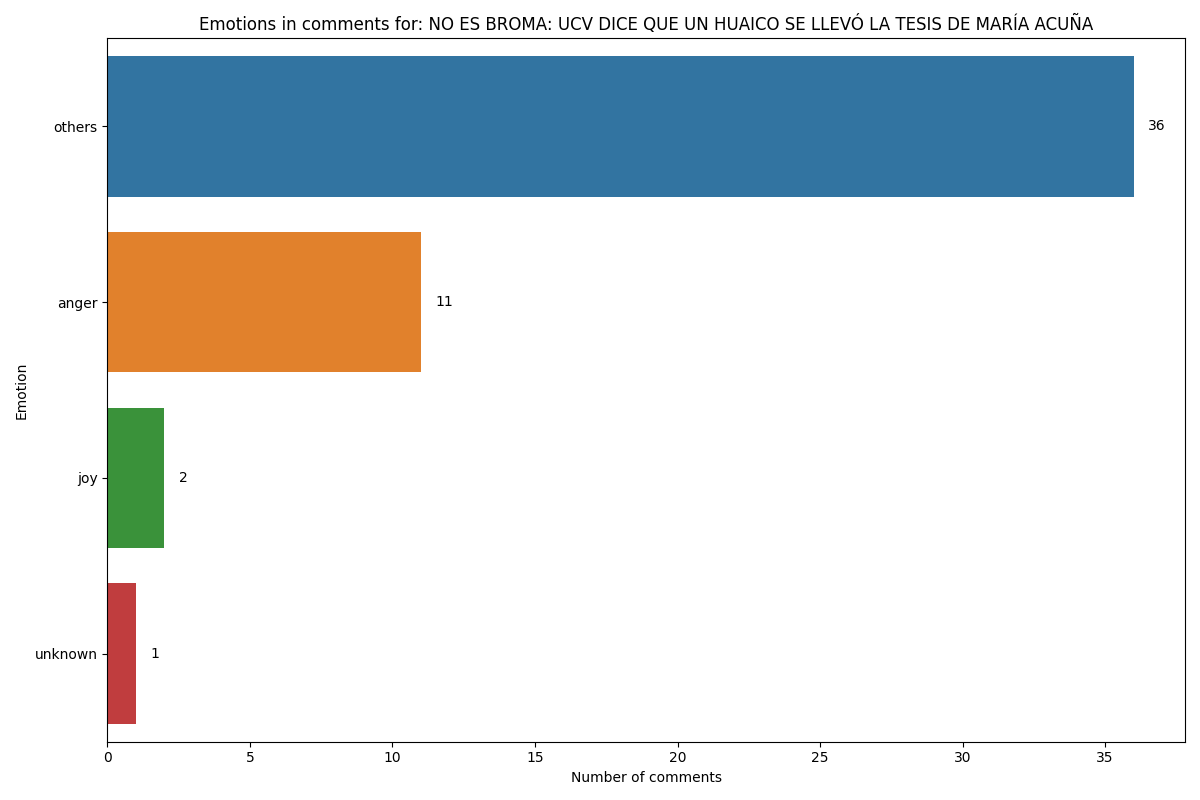 Emotions in comments for: NO ES BROMA: UCV DICE QUE UN HUAICO SE LLEVÓ LA TESIS DE MARÍA ACUÑA
others
36
anger
11
joy
2
unknown
1
Emotion
0 5 10 15 20 25 30 35
Number of comments